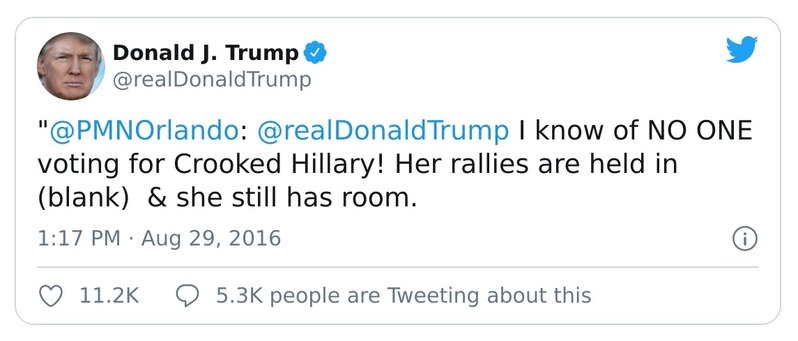 Donald J. Trump
@realDonaldTrump
"@PMNOrlando: @realDonaldTrump I know of NO ONE
voting for Crooked Hillary! Her rallies are held in
(blank)  & she still has room.
1:17 PM · Aug 29, 2016
11.2K 5.3K people are Tweeting about this